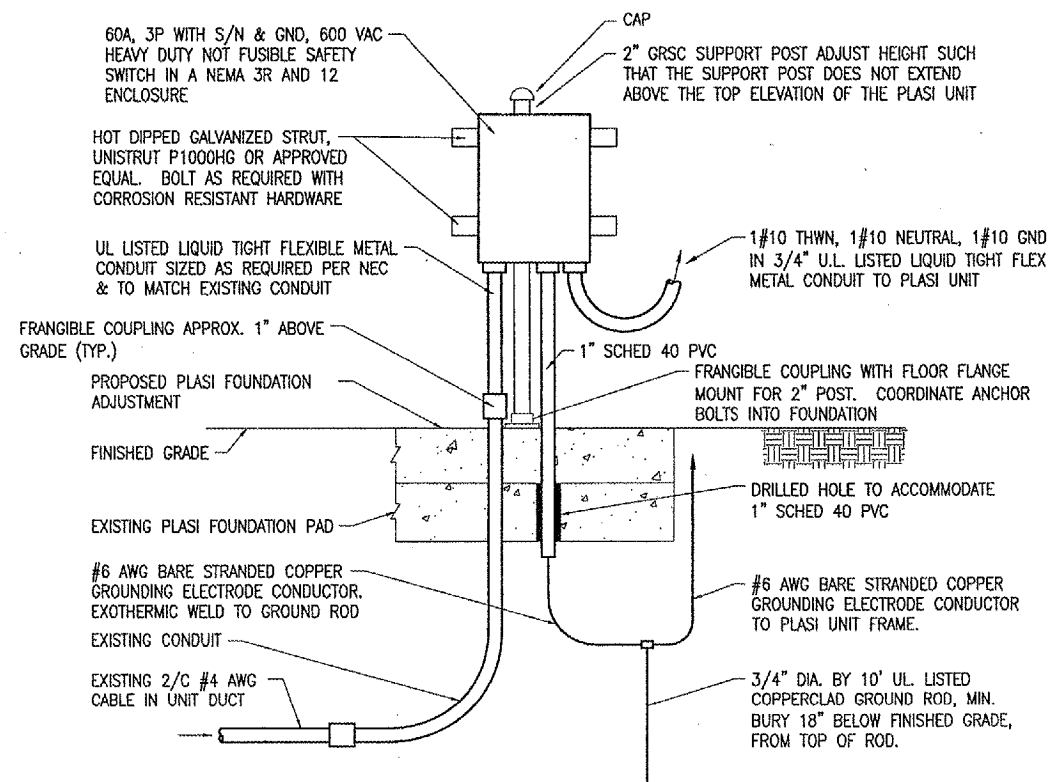 60A, 3P WITH S/N & GND, 600 VAC
HEAVY DUTY NOT FUSIBLE SAFETY
SWITCH IN A NEMA 3R AND 12
ENCLOSURE
HOT DIPPED GALVANIZED STRUT,
UNISTRUT P1000HG OR APPROVED
EQUAL. BOLT AS REQUIRED WITH
CORROSION RESISTANT HARDWARE
UL LISTED LIQUID TIGHT FLEXIBLE METAL
CONDUIT SIZED AS REQUIRED PER NEC
& TO MATCH EXISTING CONDUIT
FRANGIBLE COUPLING APPROX. 1" ABOVE
GRADE (TYP.)
PROPOSED PLASI FOUNDATION
ADJUSTMENT
FINISHED GRADE
EXISTING PLASI FOUNDATION PAD
#6 AWG BARE STRANDED COPPER
GROUNDING ELECTRODE CONDUCTOR.
EXOTHERMIC WELD TO GROUND ROD
EXISTING CONDUIT
EXISTING 2/C #4 AWG
CABLE IN UNIT DUCT
CAP
2" GRSC SUPPORT POST ADJUST HEIGHT SUCH
THAT THE SUPPORT POST DOES NOT EXTEND
ABOVE THE TOP ELEVATION OF THE PLASI UNIT
1#10 THWN, 1#10 NEUTRAL, 1#10 GND
IN 3/4" U.L. LISTED LIQUID TIGHT FLEX
METAL CONDUIT TO PLASI UNIT
1" SCHED 40 PVC
FRANGIBLE COUPLING WITH FLOOR FLANGE
MOUNT FOR 2" POST. COORDINATE ANCHOR
BOLTS INTO FOUNDATION
DRILLED HOLE TO ACCOMMODATE
1" SCHED 40 PVC
#6 AWG BARE STRANDED COPPER
GROUNDING ELECTRODE CONDUCTOR
TO PLASI UNIT FRAME.
3/4" DIA. BY 10' UL. LISTED
COPPERCLAD GROUND ROD, MIN.
BURY 18" BELOW FINISHED GRADE,
FROM TOP OF ROD.